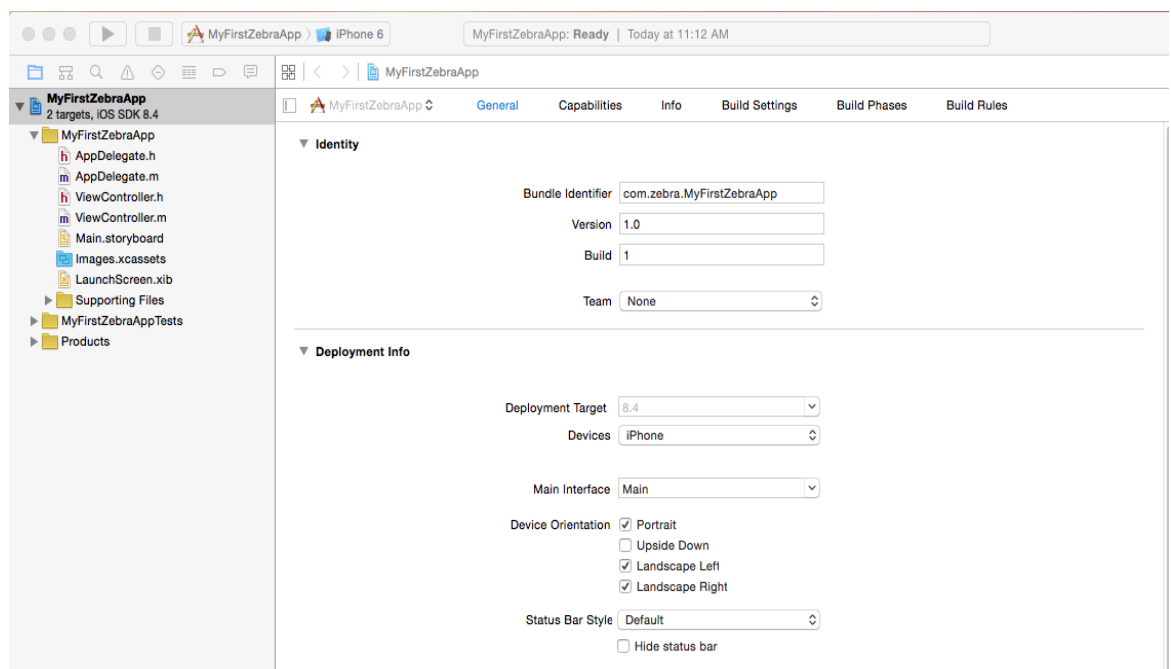 MyFirstZebraApp › iPhone 6
MyFirstZebraApp: Ready | Today at 11:12 AM
MyFirstZebraApp
MyFirstZebraApp
2 targets, iOS SDK 8.4
MyFirstZebraApp
h AppDelegate.h
m AppDelegate.m
h ViewController.h
m ViewController.m
Main.storyboard
Images.xcassets
LaunchScreen.xib
Supporting Files
MyFirstZebraAppTests
Products
MyFirstZebraApp General Capabilities Info Build Settings Build Phases Build Rules
Identity
Bundle Identifier com.zebra.MyFirstZebraApp
Version 1.0
Build 1
Team None
Deployment Info
Deployment Target 8.4
Devices iPhone
Main Interface Main
Device Orientation Portrait
Upside Down
Landscape Left
Landscape Right
Status Bar Style Default
Hide status bar